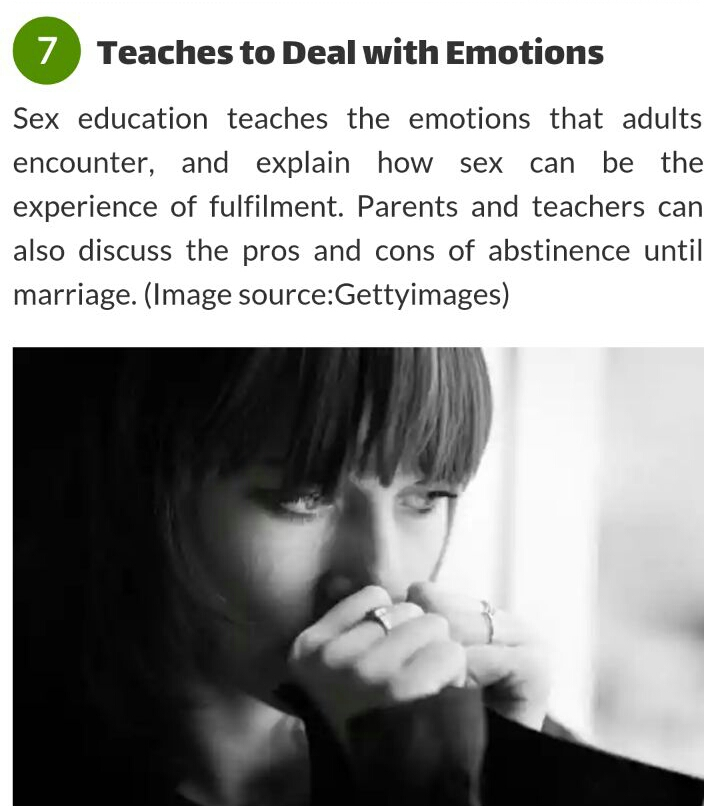 7 Teaches to Deal with Emotions
Sex education teaches the emotions that adults
encounter, and explain how sex can be the
experience of fulfilment. Parents and teachers can
also discuss the pros and cons of abstinence until
marriage. (Image source:Gettyimages)